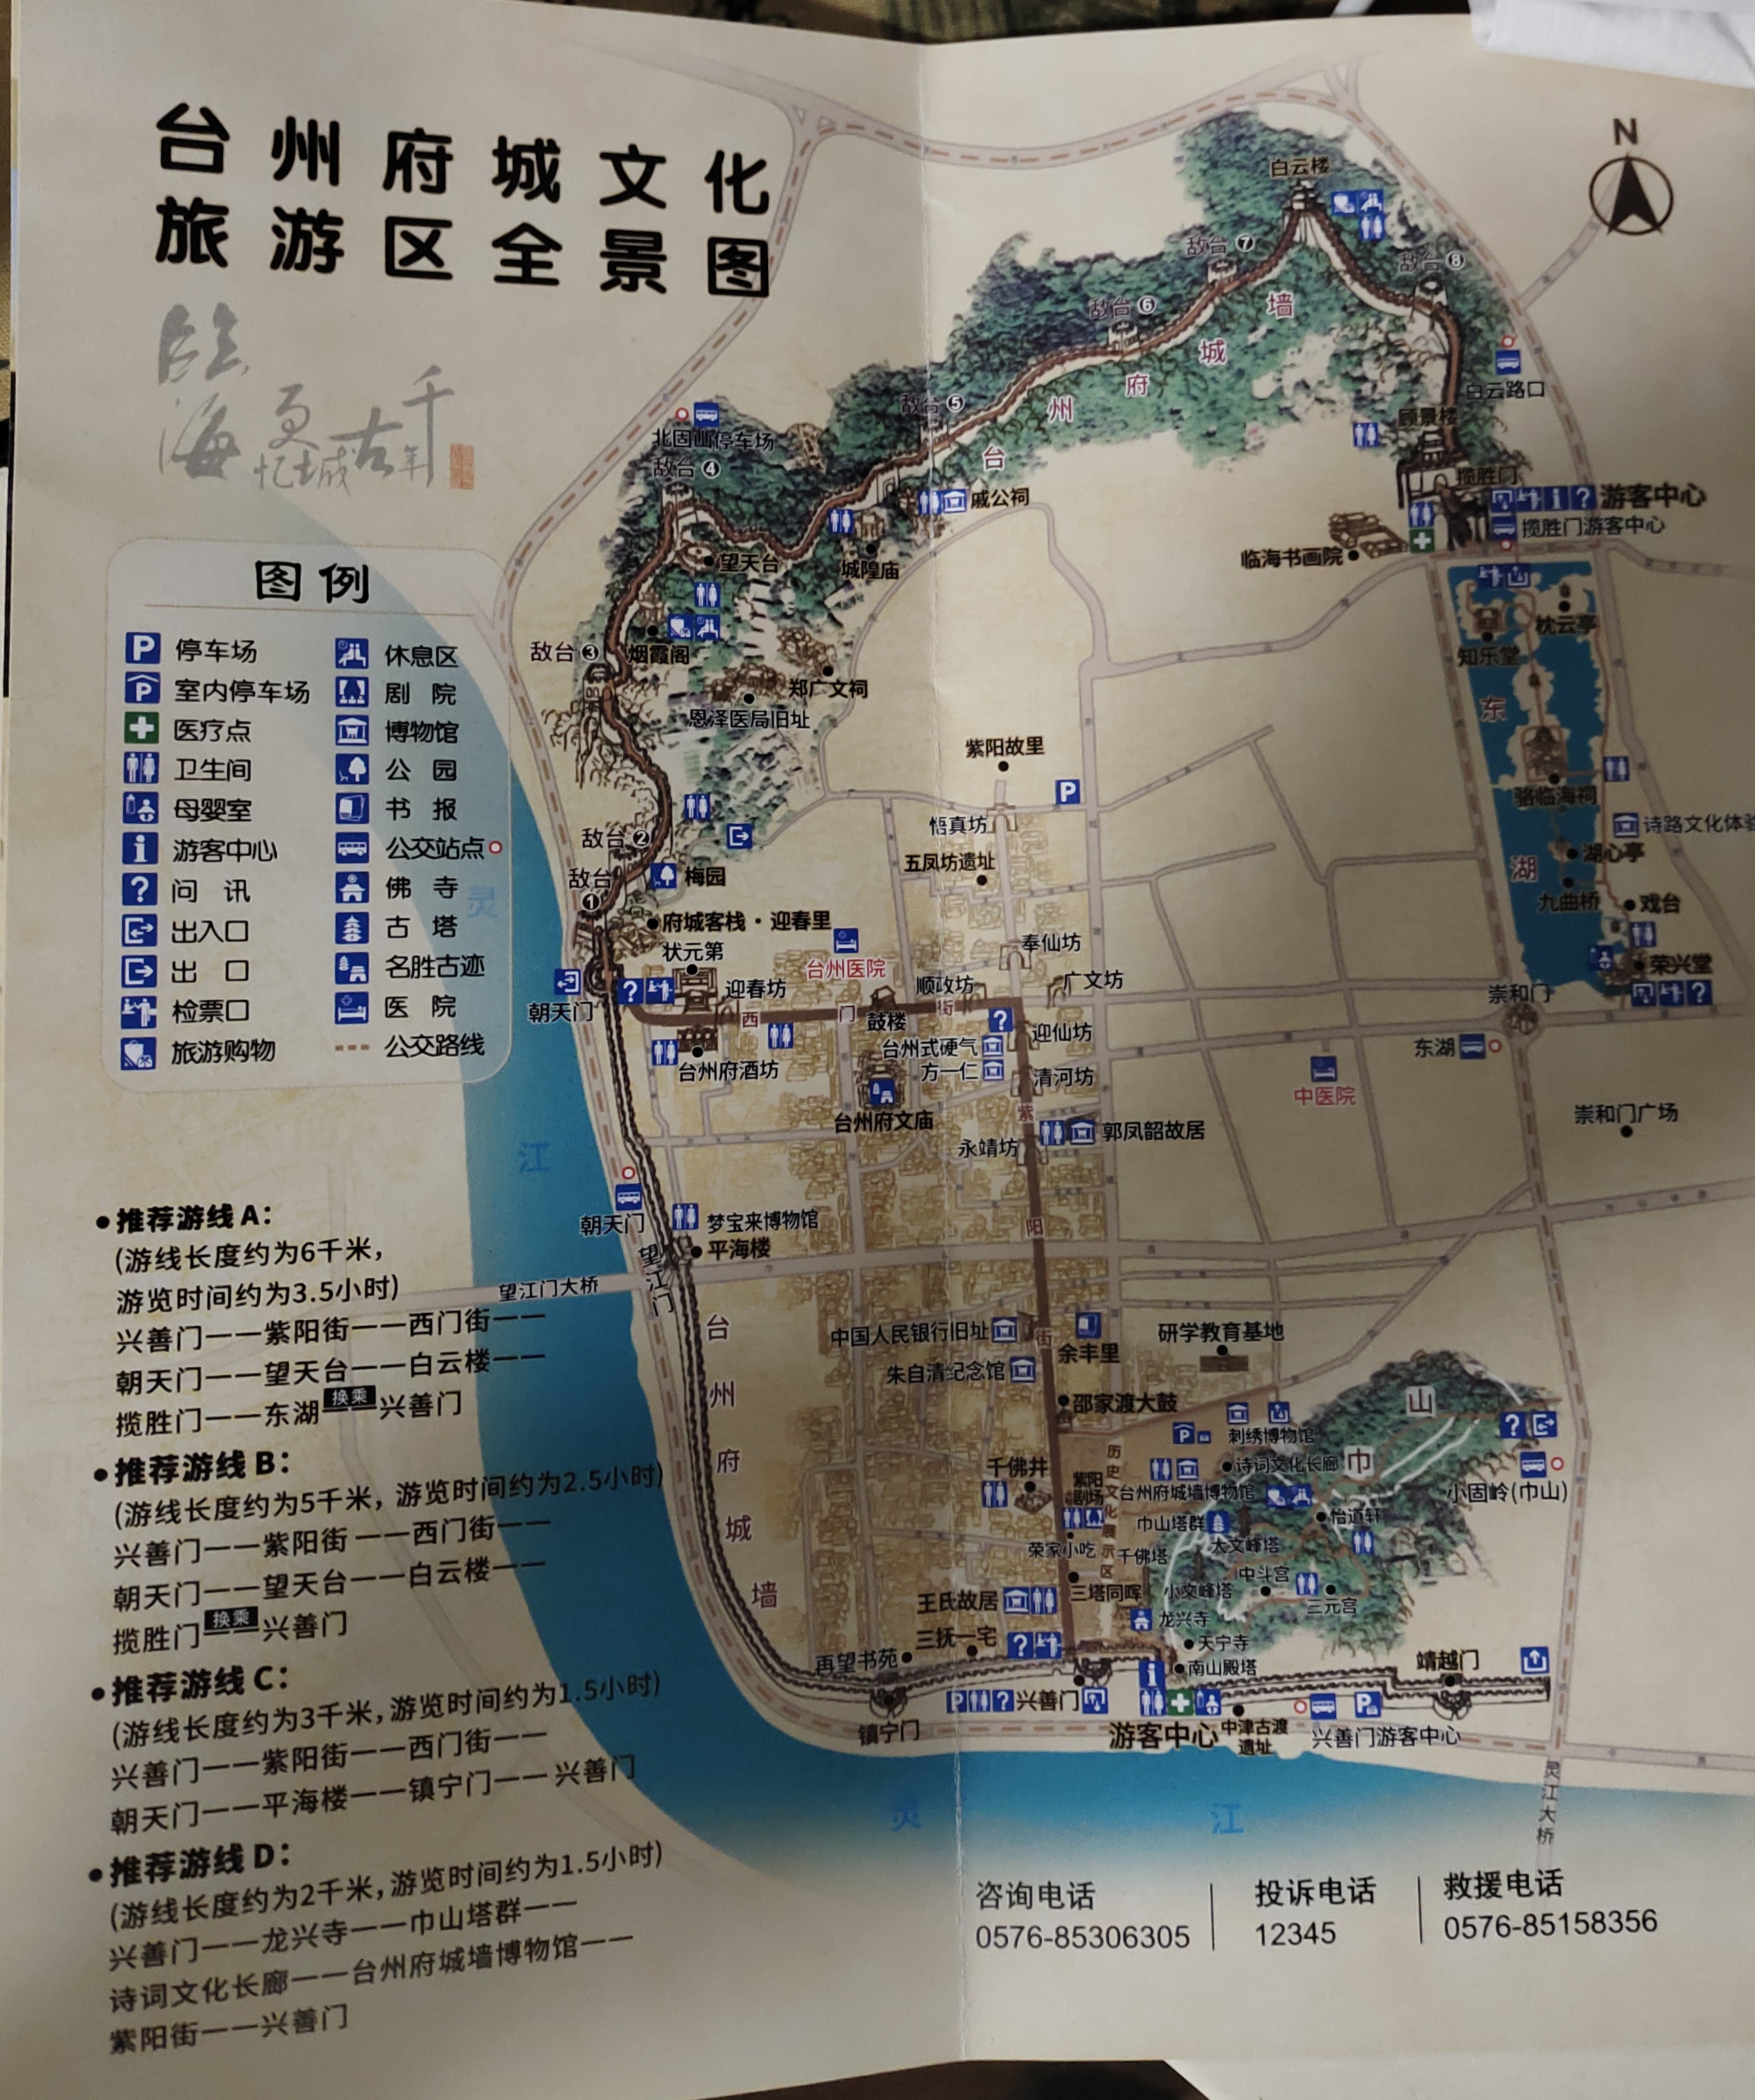 台州府城文化
旅游区全景图
临海
千年古城
更忆
N
图例
停车场
休息区
室内停车场
剧 院
医疗点
博物馆
卫生间
公 园
母婴室
书 报
游客中心
公交站点
问 讯
佛 寺
出入口
古 塔
出 口
名胜古迹
检票口
医 院
旅游购物
公交路线
推荐游线 A：
(游线长度约为6千米，
游览时间约为3.5小时)
兴善门——紫阳街——西门街——
朝天门——望天台——白云楼——
揽胜门——东湖 换乘 兴善门
推荐游线 B：
(游线长度约为5千米，游览时间约为2.5小时)
兴善门——紫阳街——西门街——
朝天门——望天台——白云楼——
揽胜门 换乘 兴善门
推荐游线 C：
(游线长度约为3千米，游览时间约为1.5小时)
兴善门——紫阳街——西门街——
朝天门——平海楼——镇宁门——兴善门
推荐游线 D：
(游线长度约为2千米，游览时间约为1.5小时)
兴善门——龙兴寺——巾山塔群——
诗词文化长廊——台州府城墙博物馆——
紫阳街——兴善门
白云楼
敌台⑦
敌台⑧
敌台⑥
台州府城墙
白云路口
敌台⑤
顾景楼
北固山停车场
敌台④
揽胜门
游客中心
揽胜门游客中心
戚公祠
临海书画院
望天台
城隍庙
枕云亭
知乐堂
敌台③
烟霞阁
郑广文祠
恩泽医局旧址
东湖
紫阳故里
骆临海祠
悟真坊
诗路文化体验
敌台②
五凤坊遗址
湖心亭
敌台①
梅园
九曲桥
戏台
府城客栈·迎春里
状元第
台州医院
奉仙坊
荣兴堂
迎春坊
顺政坊
广文坊
崇和门
朝天门
西门街
鼓楼
迎仙坊
台州式硬气
东湖
台州府酒坊
方一仁
清河坊
中医院
台州府文庙
紫阳街
郭凤韶故居
崇和门广场
永靖坊
灵江
朝天门
梦宝来博物馆
平海楼
望江门
望江门大桥
台州府城墙
中国人民银行旧址
余丰里
研学教育基地
朱自清纪念馆
邵家渡大鼓
巾山
刺绣博物馆
历史文化展示区
千佛井
紫阳剧场
诗词文化长廊
台州府城墙博物馆
小固岭(巾山)
怡道轩
巾山塔群
大文峰塔
荣家小吃
千佛塔
中斗宫
三塔同晖
小文峰塔
三元宫
王氏故居
龙兴寺
三抚一宅
天宁寺
再望书苑
南山殿塔
靖越门
兴善门
镇宁门
游客中心
中津古渡遗址
兴善门游客中心
灵江大桥
灵江
咨询电话
0576-85306305
投诉电话
12345
救援电话
0576-85158356